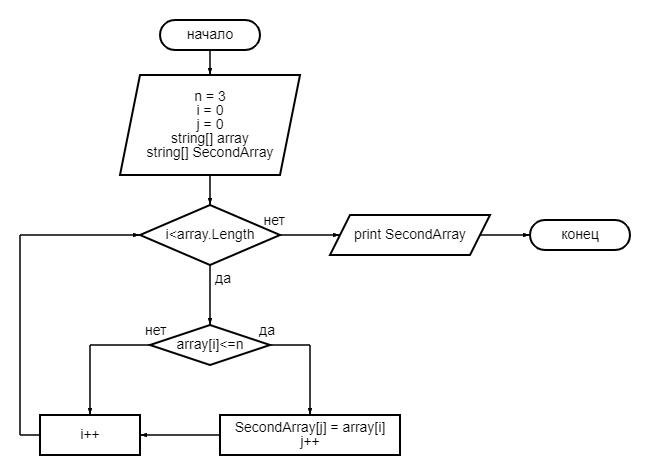 начало
n = 3
i = 0
j = 0
string[] array
string[] SecondArray
i<array.Length
нет
print SecondArray
конец
да
нет
да
array[i]<=n
i++
SecondArray[j] = array[i]
j++